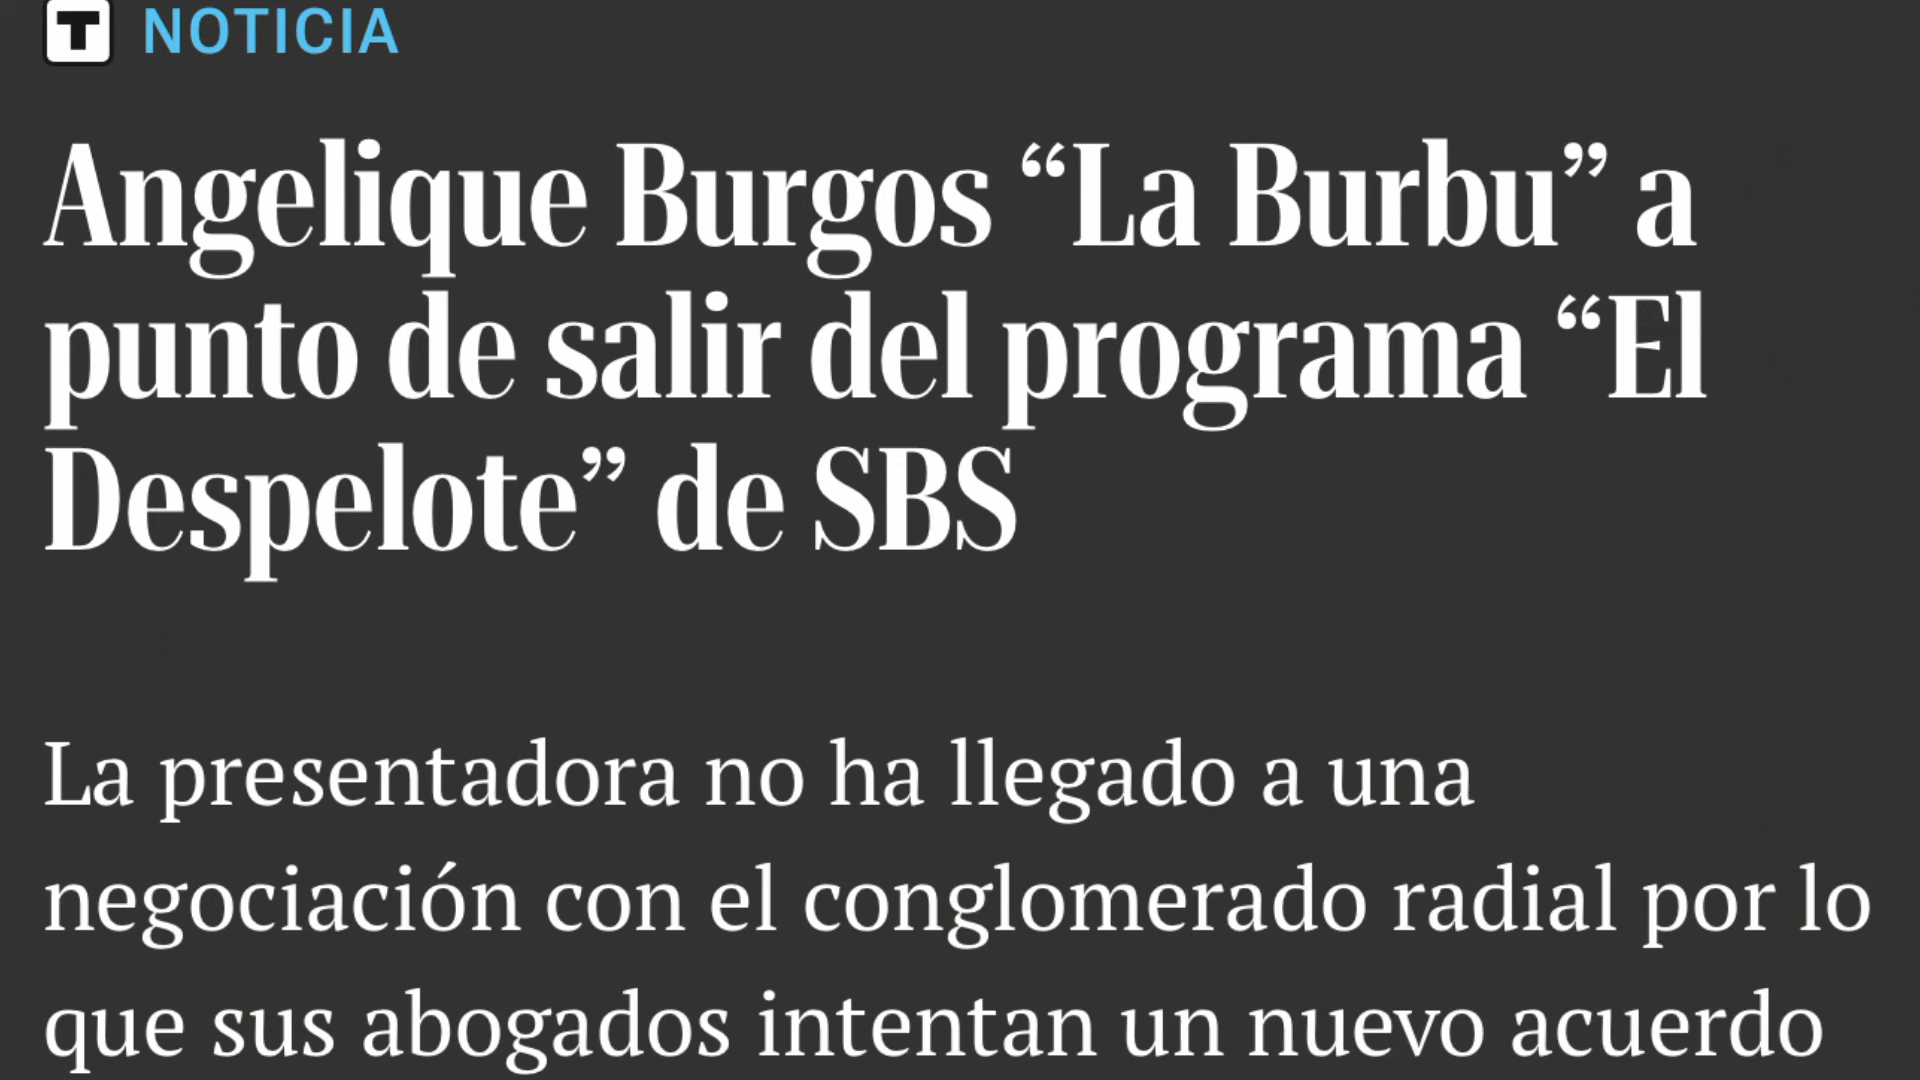 T NOTICIA
Angelique Burgos “La Burbu” a
punto de salir del programa “El
Despelote” de SBS
La presentadora no ha llegado a una
negociación con el conglomerado radial por lo
que sus abogados intentan un nuevo acuerdo